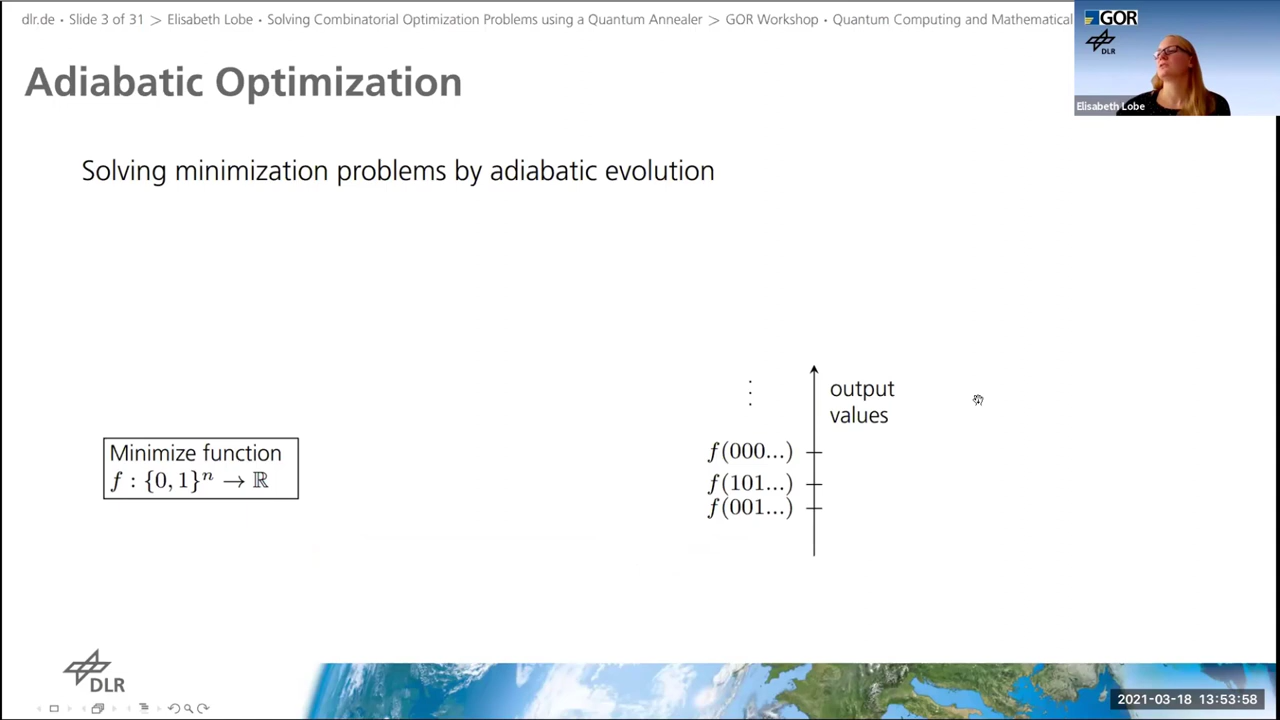 dlr.de · Slide 3 of 31 > Elisabeth Lobe · Solving Combinatorial Optimization Problems using a Quantum Annealer > GOR Workshop · Quantum Computing and Mathematical
GOR
DLR
Elisabeth Lobe
Adiabatic Optimization
Solving minimization problems by adiabatic evolution
output
values
⋮
Minimize function
f : {0, 1}ⁿ → ℝ
f(000...)
f(101...)
f(001...)
DLR
2021-03-18 13:53:58